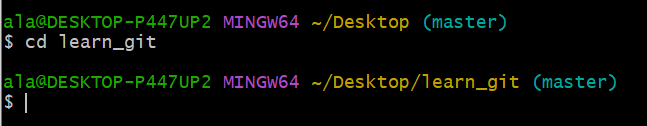 ala@DESKTOP-P447UP2 MINGW64 ~/Desktop (master)
$ cd learn_git
ala@DESKTOP-P447UP2 MINGW64 ~/Desktop/learn_git (master)
$